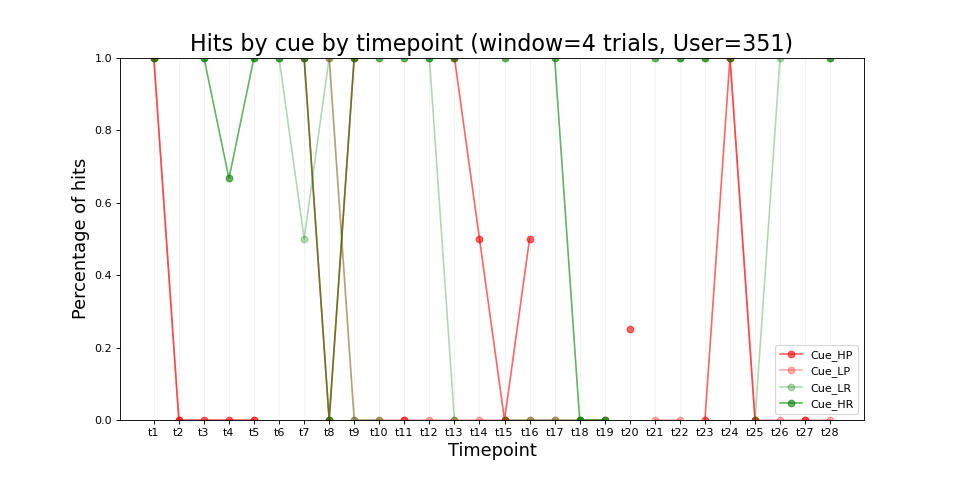 Hits by cue by timepoint (window=4 trials, User=351)
1.0
0.8
0.6
0.4
0.2
0.0
Percentage of hits
Cue_HP
Cue_LP
Cue_LR
Cue_HR
t1 t2 t3 t4 t5 t6 t7 t8 t9 t10 t11 t12 t13 t14 t15 t16 t17 t18 t19 t20 t21 t22 t23 t24 t25 t26 t27 t28
Timepoint